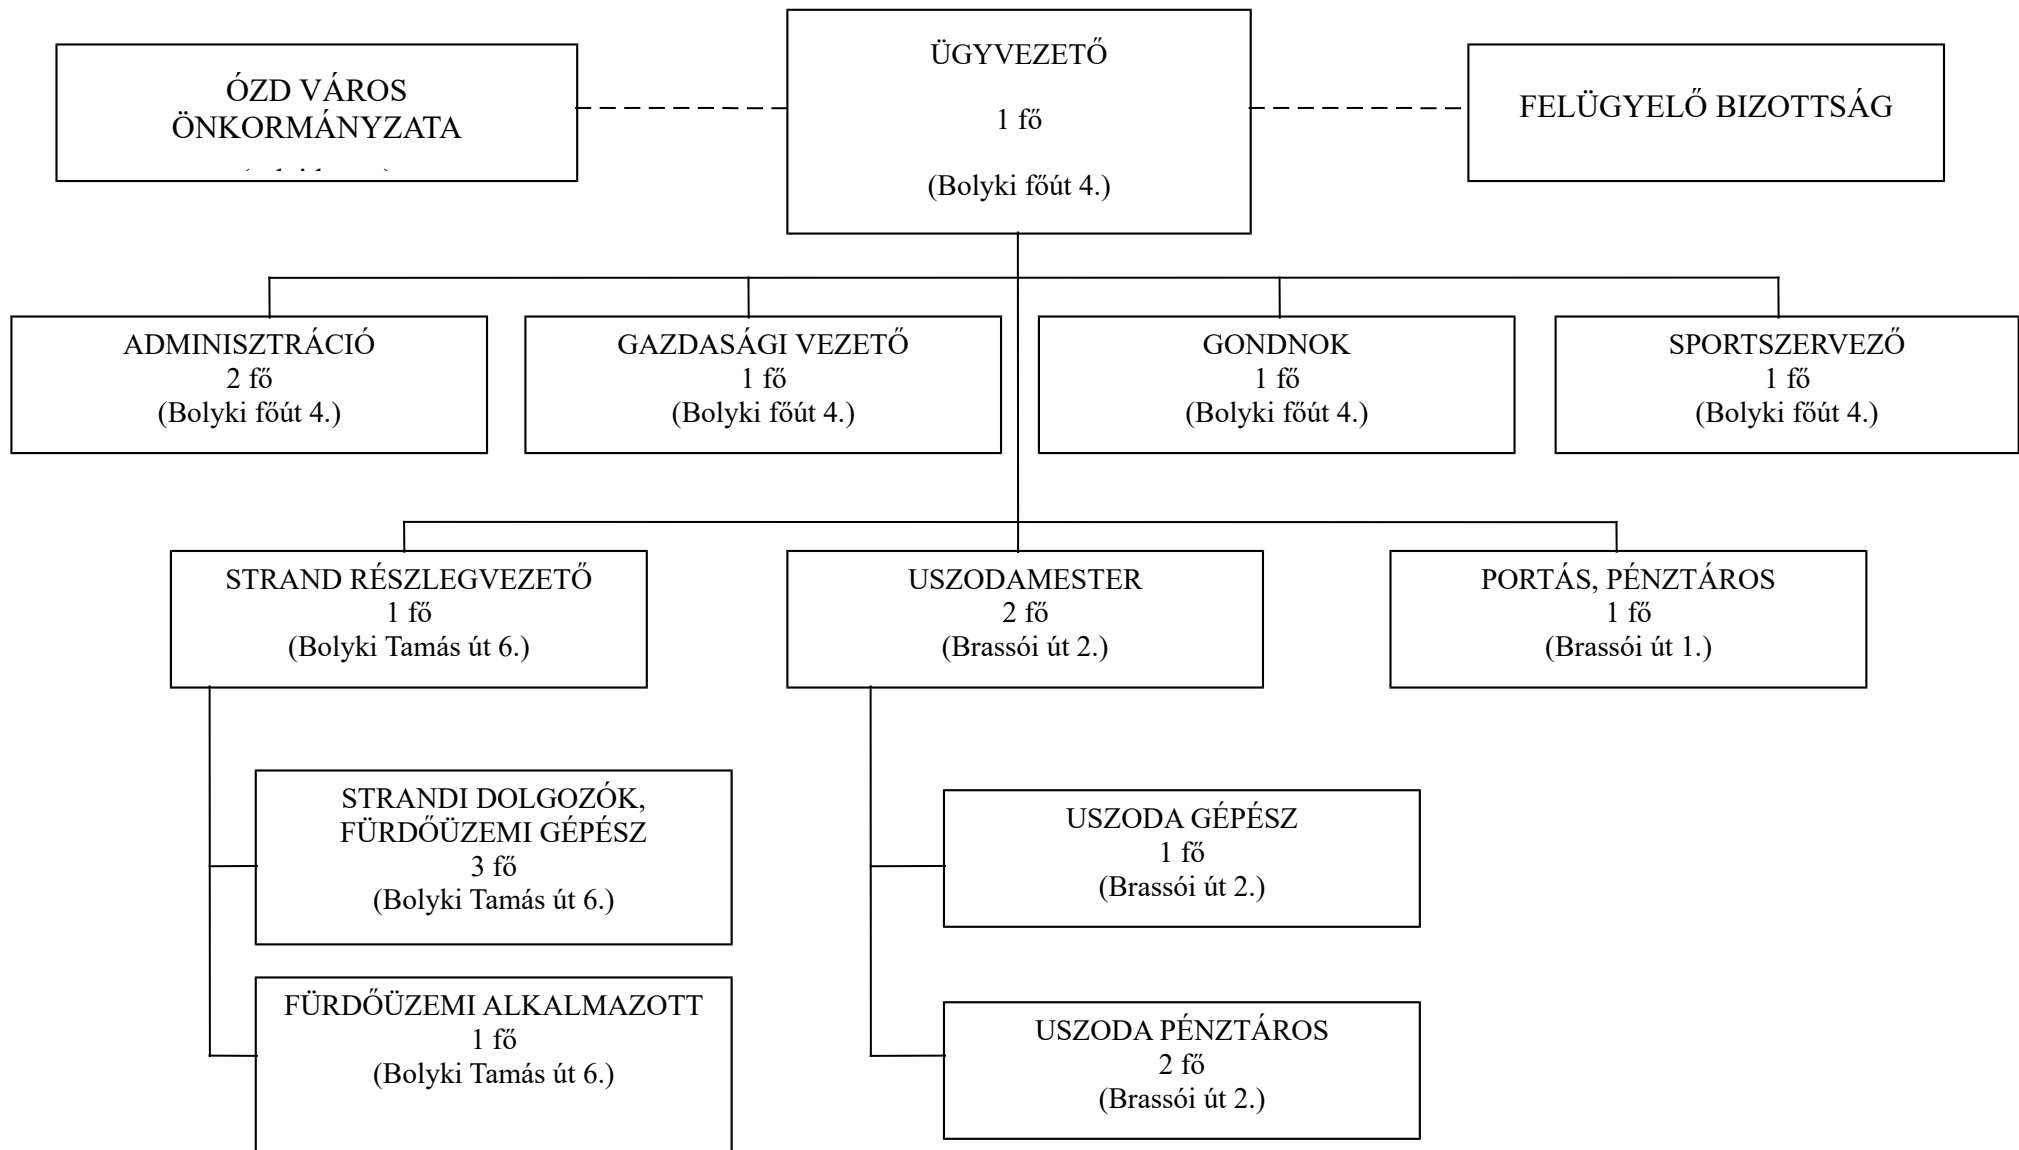 ÓZD VÁROS
ÖNKORMÁNYZATA
ÜGYVEZETŐ
1 fő
(Bolyki főút 4.)
FELÜGYELŐ BIZOTTSÁG
ADMINISZTRÁCIÓ
2 fő
(Bolyki főút 4.)
GAZDASÁGI VEZETŐ
1 fő
(Bolyki főút 4.)
GONDNOK
1 fő
(Bolyki főút 4.)
SPORTSZERVEZŐ
1 fő
(Bolyki főút 4.)
STRAND RÉSZLEGVEZETŐ
1 fő
(Bolyki Tamás út 6.)
USZODAMESTER
2 fő
(Brassói út 2.)
PORTÁS, PÉNZTÁROS
1 fő
(Brassói út 1.)
STRANDI DOLGOZÓK,
FÜRDŐÜZEMI GÉPÉSZ
3 fő
(Bolyki Tamás út 6.)
FÜRDŐÜZEMI ALKALMAZOTT
1 fő
(Bolyki Tamás út 6.)
USZODA GÉPÉSZ
1 fő
(Brassói út 2.)
USZODA PÉNZTÁROS
2 fő
(Brassói út 2.)